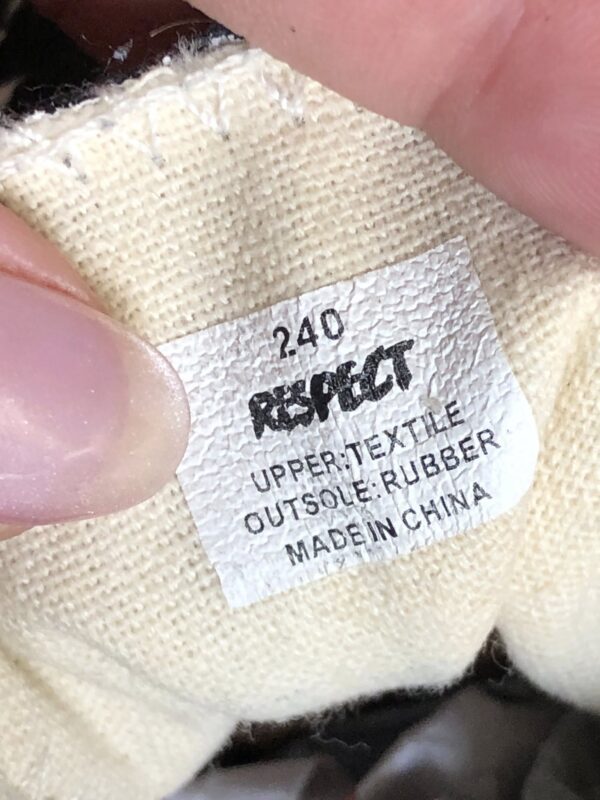 240
RESPECT
UPPER:TEXTILE
OUTSOLE:RUBBER
MADE IN CHINA